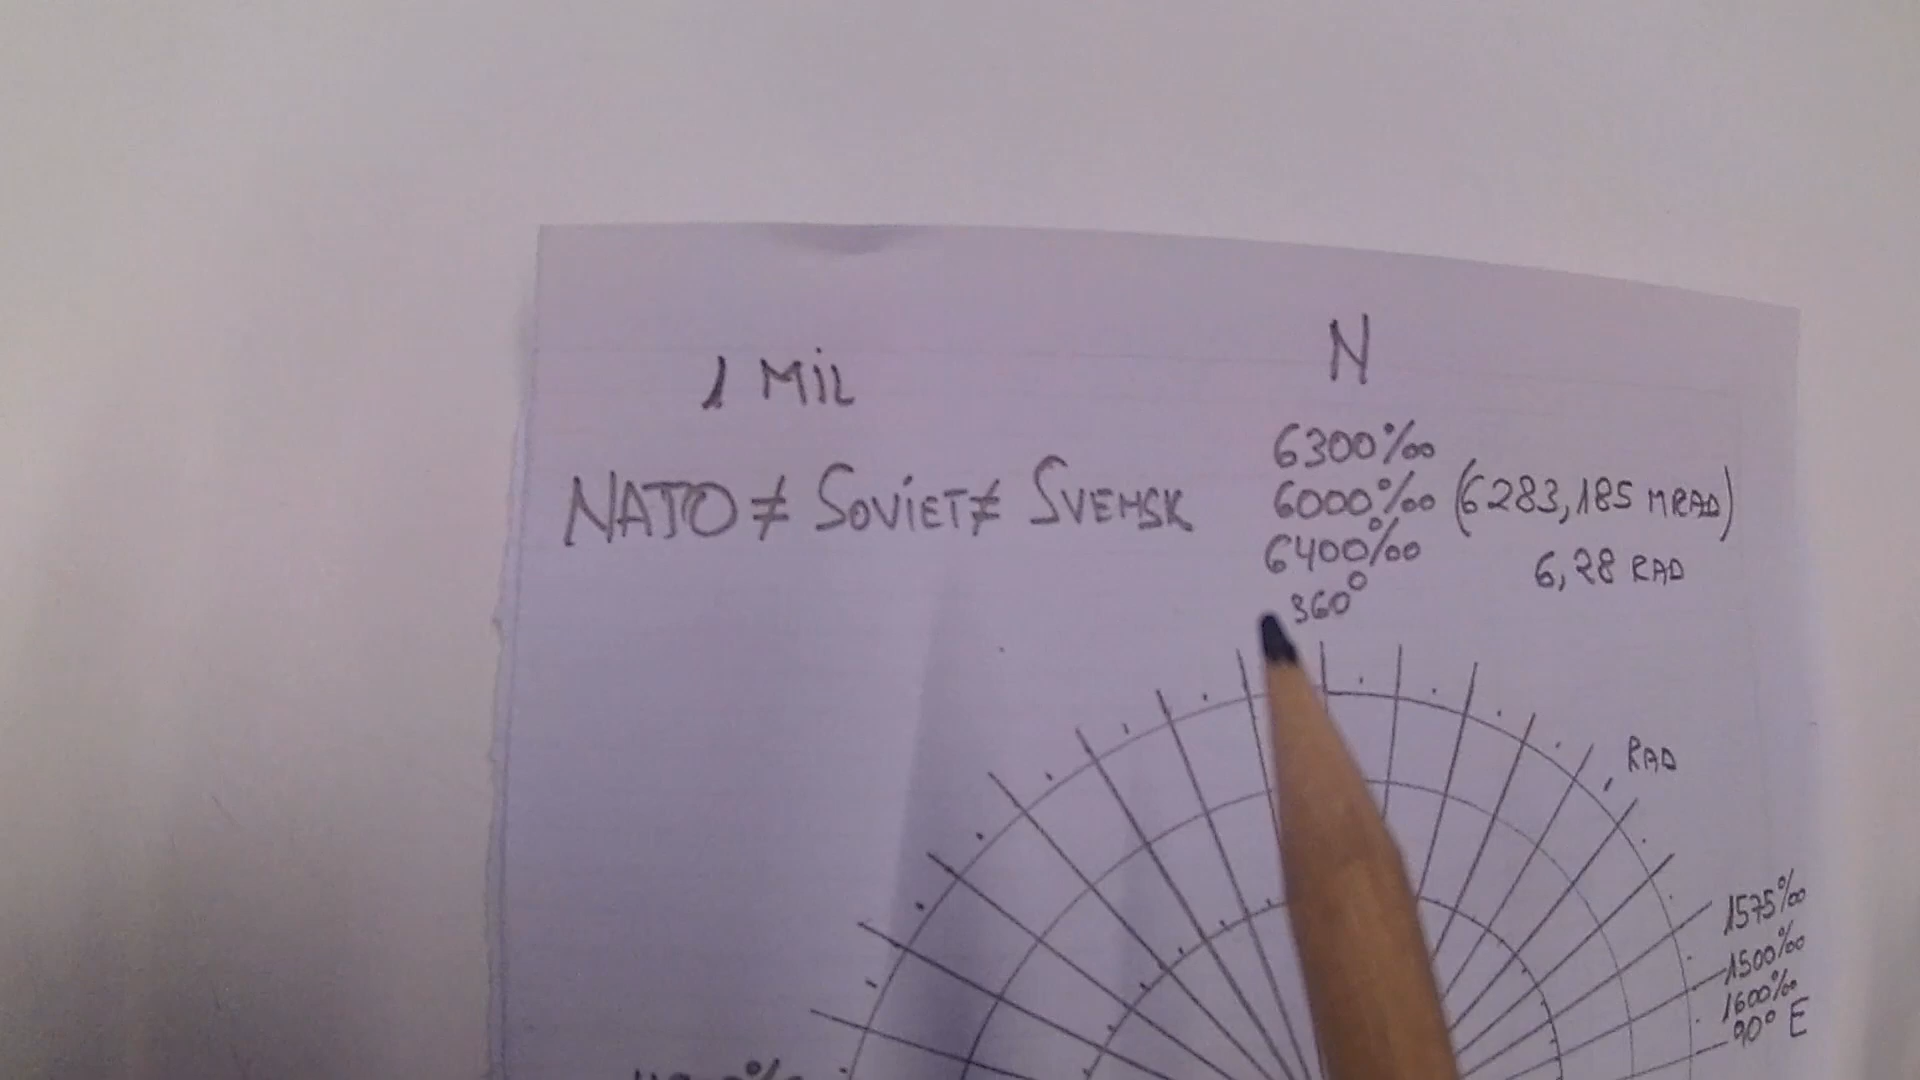 N
1 MiL
6300‰
NATO ≠ SOViET ≠ SVENSK
6000‰ (6283,185 MRAD)
6400‰
6,28 RAD
360°
RAD
1575‰
1500‰
1600‰
90° E